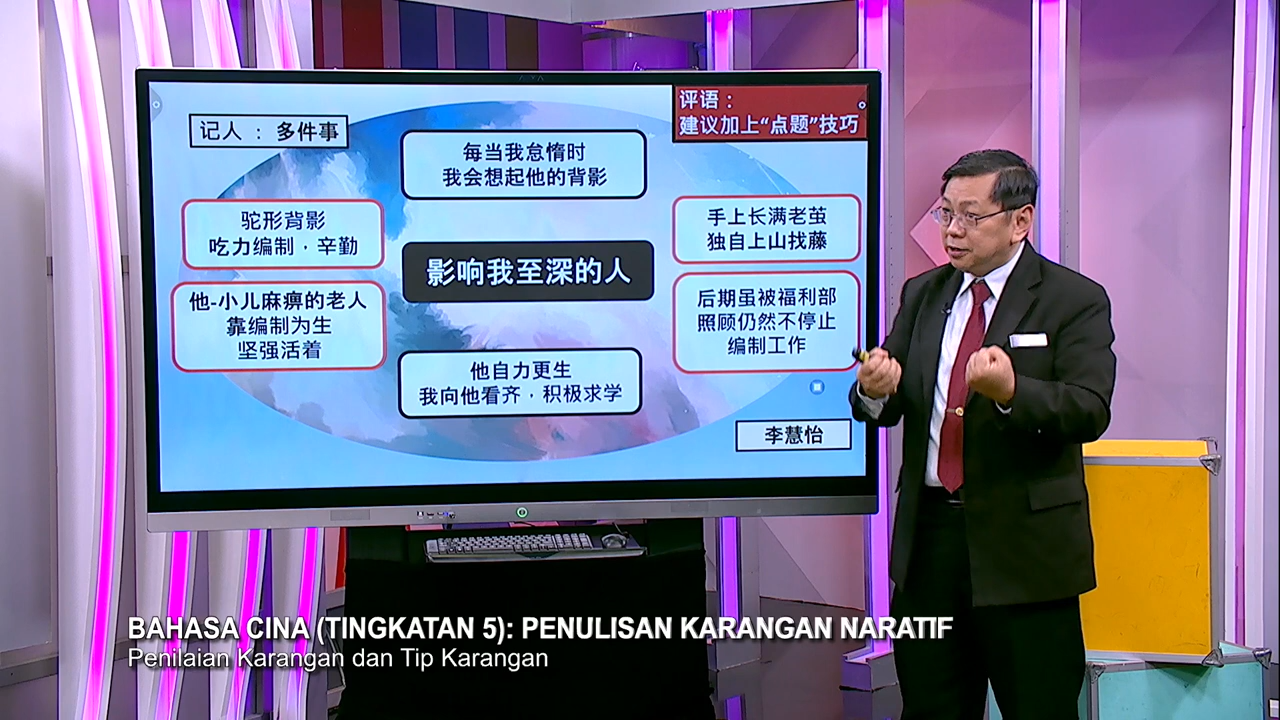 记人 ： 多件事
评语：
建议加上“点题”技巧
每当我怠惰时
我会想起他的背影
驼形背影
吃力编制．辛勤
手上长满老茧
独自上山找藤
影响我至深的人
他-小儿麻痹的老人
靠编制为生
坚强活着
后期虽被福利部
照顾仍然不停止
编制工作
他自力更生
我向他看齐．积极求学
李慧怡
BAHASA CINA (TINGKATAN 5): PENULISAN KARANGAN NARATIF
Penilaian Karangan dan Tip Karangan